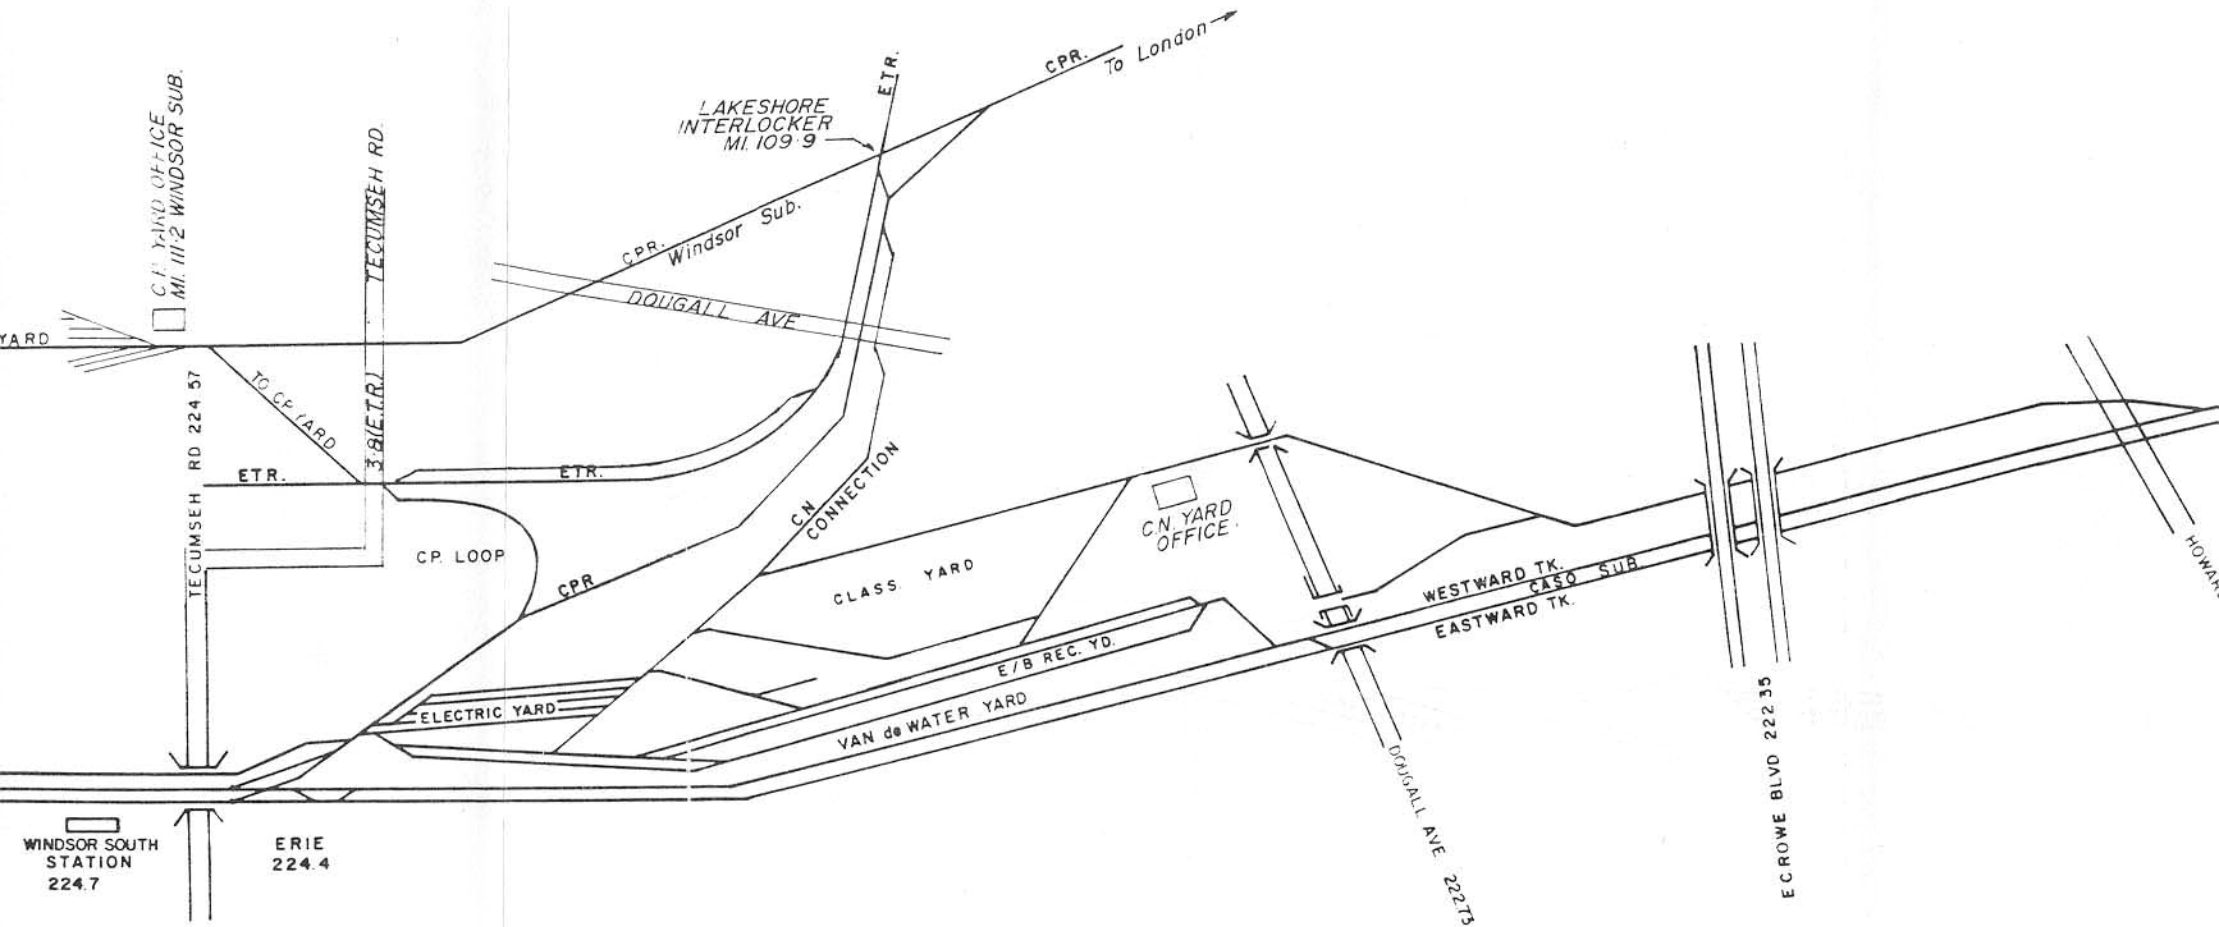 CPR.
To London
ETR.
LAKESHORE
INTERLOCKER
MI. 109.9
C.P. YARD OFFICE
MI. 111.2 WINDSOR SUB.
TECUMSEH RD.
3.8(E.T.R.)
CPR.
Windsor Sub.
DOUGALL AVE
YARD
TO CP YARD
TECUMSEH RD 224 57
ETR.
ETR.
CN
CONNECTION
C.P. LOOP
CPR
CLASS. YARD
C.N. YARD
OFFICE.
WESTWARD TK.
CASO SUB.
EASTWARD TK.
HOWARD
E/B REC. YD.
ELECTRIC YARD
VAN de WATER YARD
DOUGALL AVE 222.73
E C ROWE BLVD 222 35
WINDSOR SOUTH
STATION
224.7
ERIE
224.4